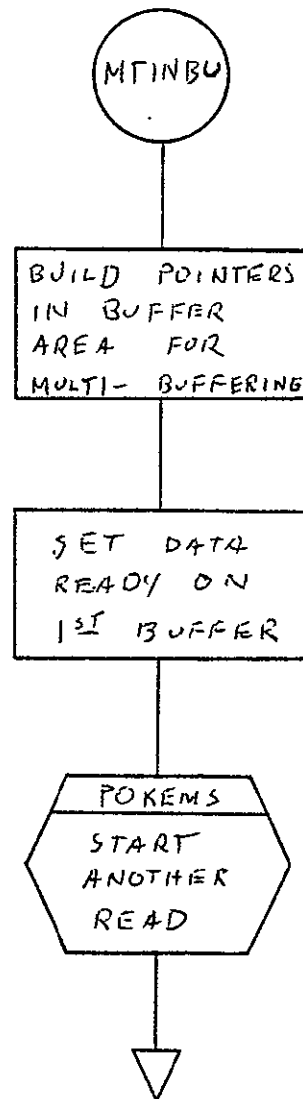 MTINBU
BUILD POINTERS
IN BUFFER
AREA FOR
MULTI- BUFFERING
SET DATA
READY ON
1ST BUFFER
POKEMS
START
ANOTHER
READ